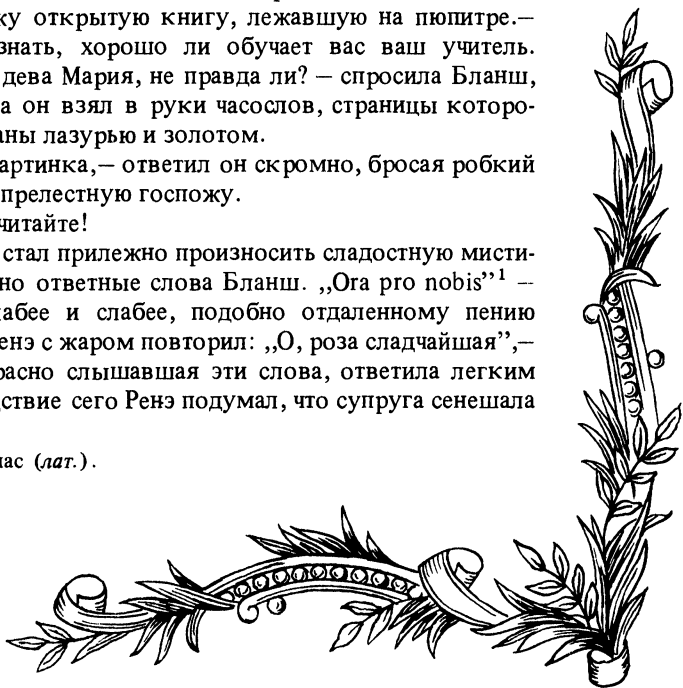 ку открытую книгу, лежавшую на пюпитре.—
знать, хорошо ли обучает вас ваш учитель.
дева Мария, не правда ли? — спросила Бланш,
а он взял в руки часослов, страницы которо-
аны лазурью и золотом.
артинка,— ответил он скромно, бросая робкий
прелестную госпожу.
читайте!
стал прилежно произносить сладостную мисти-
но ответные слова Бланш. „Ora pro nobis”¹ —
абее и слабее, подобно отдаленному пению
енэ с жаром повторил: „О, роза сладчайшая”,—
расно слышавшая эти слова, ответила легким
дствие сего Ренэ подумал, что супруга сенешала
нас (лат.).